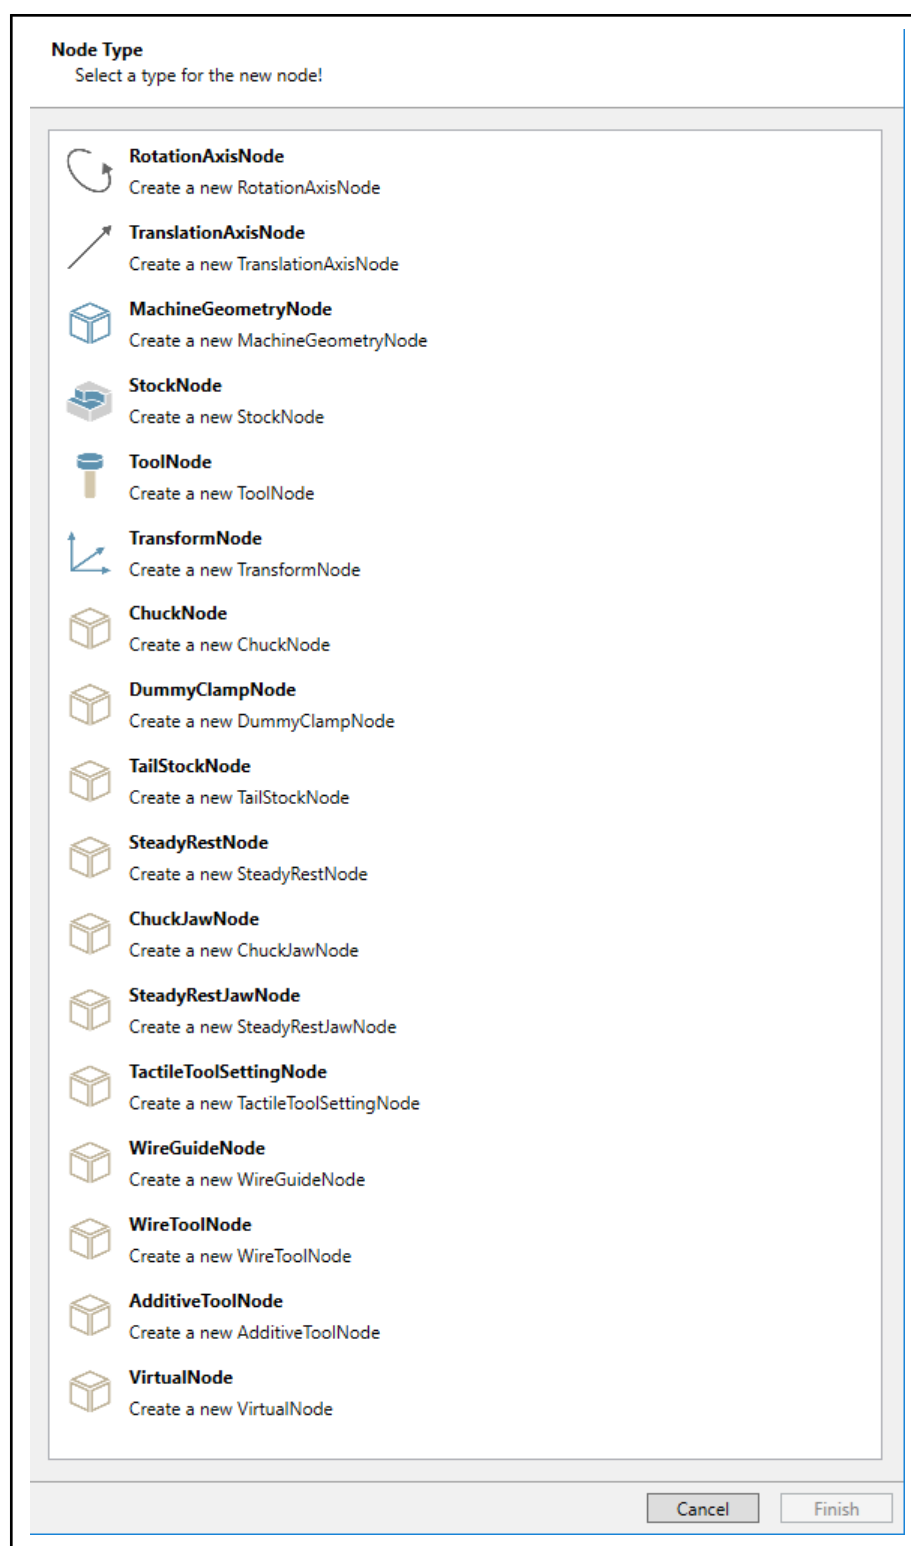 Node Type
Select a type for the new node!
RotationAxisNode
Create a new RotationAxisNode
TranslationAxisNode
Create a new TranslationAxisNode
MachineGeometryNode
Create a new MachineGeometryNode
StockNode
Create a new StockNode
ToolNode
Create a new ToolNode
TransformNode
Create a new TransformNode
ChuckNode
Create a new ChuckNode
DummyClampNode
Create a new DummyClampNode
TailStockNode
Create a new TailStockNode
SteadyRestNode
Create a new SteadyRestNode
ChuckJawNode
Create a new ChuckJawNode
SteadyRestJawNode
Create a new SteadyRestJawNode
TactileToolSettingNode
Create a new TactileToolSettingNode
WireGuideNode
Create a new WireGuideNode
WireToolNode
Create a new WireToolNode
AdditiveToolNode
Create a new AdditiveToolNode
VirtualNode
Create a new VirtualNode
Cancel Finish